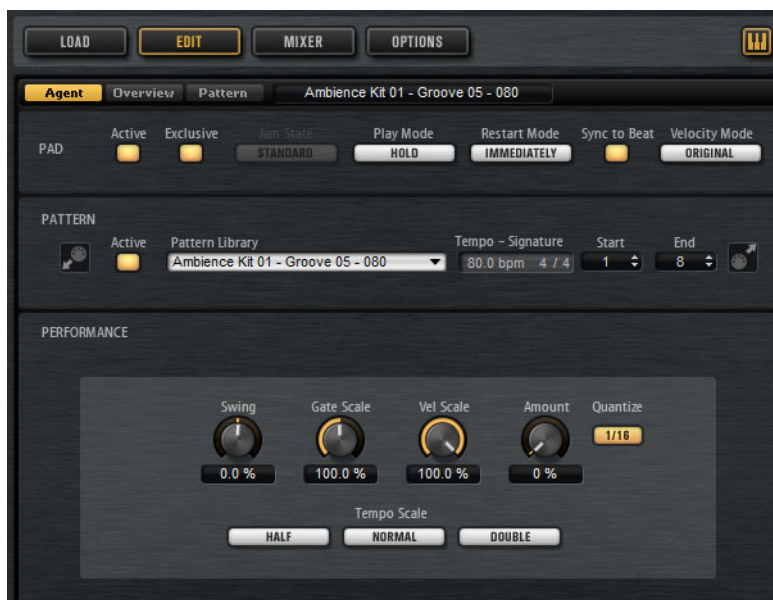 LOAD EDIT MIXER OPTIONS
Agent Overview Pattern Ambience Kit 01 - Groove 05 - 080
Active Exclusive Jam State Play Mode Restart Mode Sync to Beat Velocity Mode
PAD STANDARD HOLD IMMEDIATELY ORIGINAL
PATTERN
Active Pattern Library Tempo – Signature Start End
Ambience Kit 01 - Groove 05 - 080 80.0 bpm 4 / 4 1 8
PERFORMANCE
Swing Gate Scale Vel Scale Amount Quantize
1/16
0.0 % 100.0 % 100.0 % 0 %
Tempo Scale
HALF NORMAL DOUBLE